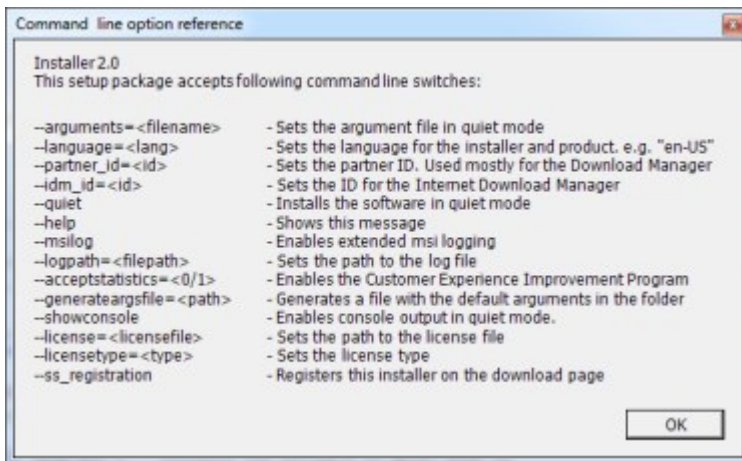 Command line option reference
Installer 2.0
This setup package accepts following command line switches:
--arguments=<filename> - Sets the argument file in quiet mode
--language=<lang> - Sets the language for the installer and product. e.g. "en-US"
--partner_id=<id> - Sets the partner ID. Used mostly for the Download Manager
--idm_id=<id> - Sets the ID for the Internet Download Manager
--quiet - Installs the software in quiet mode
--help - Shows this message
--msilog - Enables extended msi logging
--logpath=<filepath> - Sets the path to the log file
--acceptstatistics=<0/1> - Enables the Customer Experience Improvement Program
--generateargsfile=<path> - Generates a file with the default arguments in the folder
--showconsole - Enables console output in quiet mode.
--license=<licensefile> - Sets the path to the license file
--licensetype=<type> - Sets the license type
--ss_registration - Registers this installer on the download page
OK